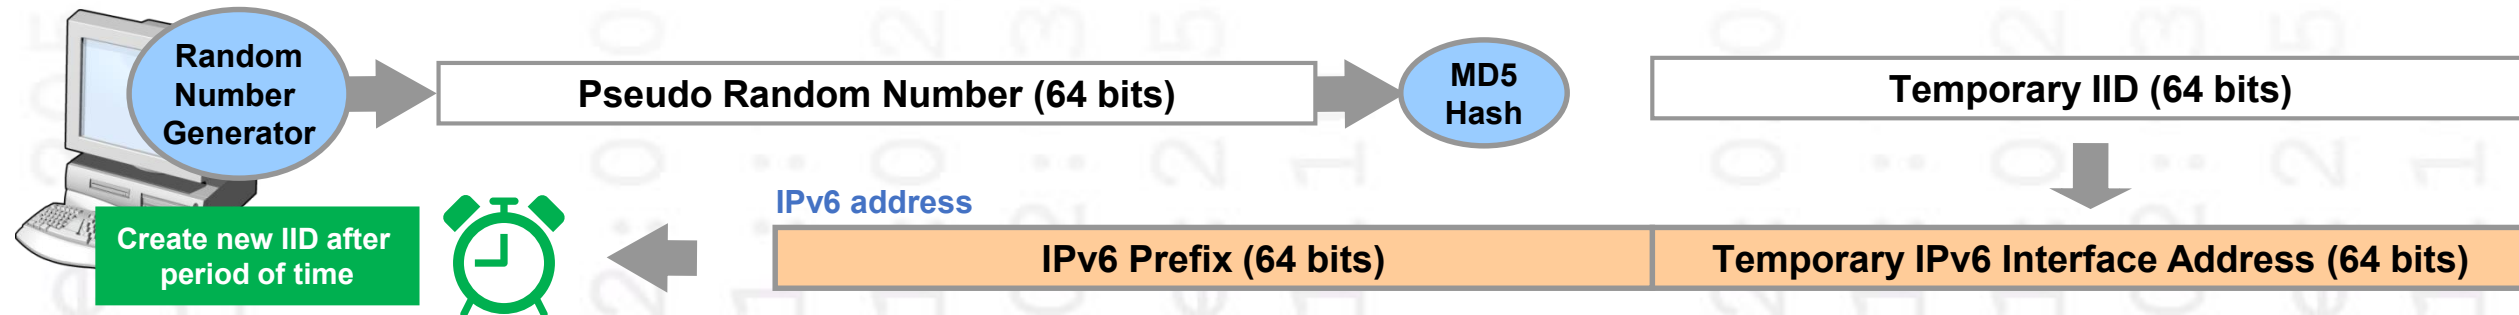 Random
Number
Generator
Pseudo Random Number (64 bits)
MD5
Hash
Temporary IID (64 bits)
IPv6 address
Create new IID after
period of time
IPv6 Prefix (64 bits)
Temporary IPv6 Interface Address (64 bits)